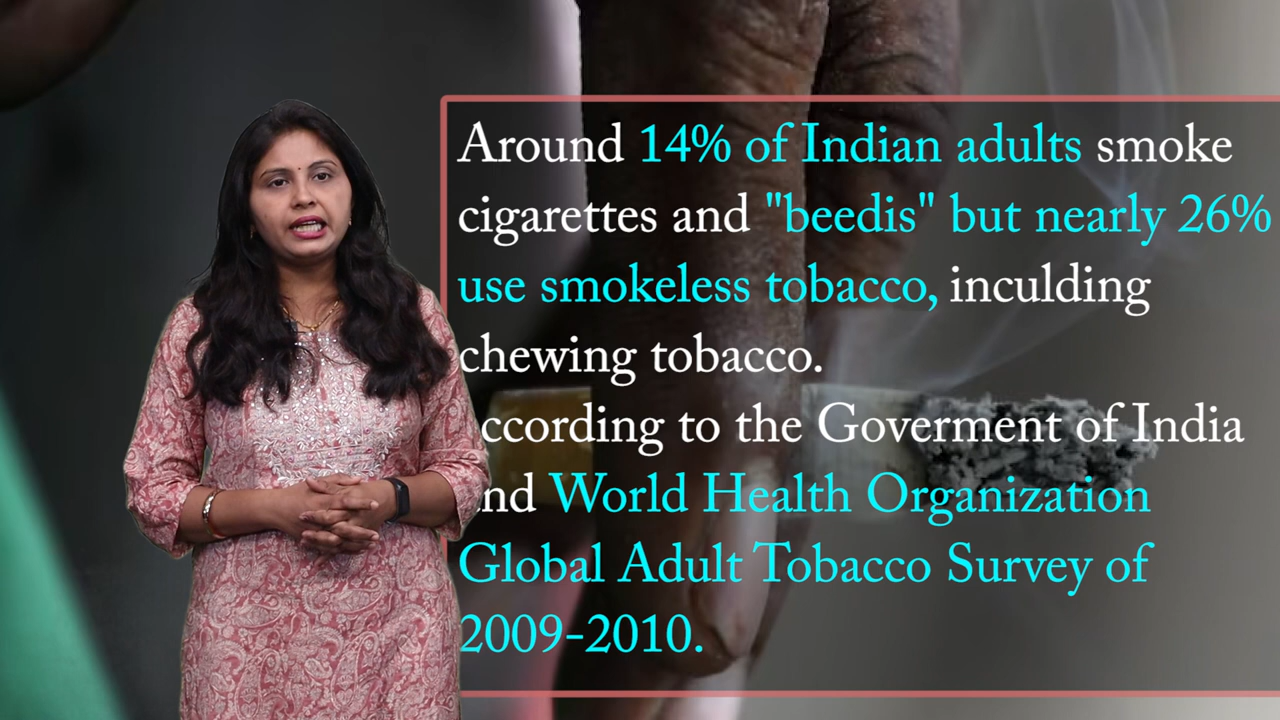 Around 14% of Indian adults smoke
cigarettes and "beedis" but nearly 26%
use smokeless tobacco, inculding
chewing tobacco.
ccording to the Goverment of India
nd World Health Organization
Global Adult Tobacco Survey of
2009-2010.